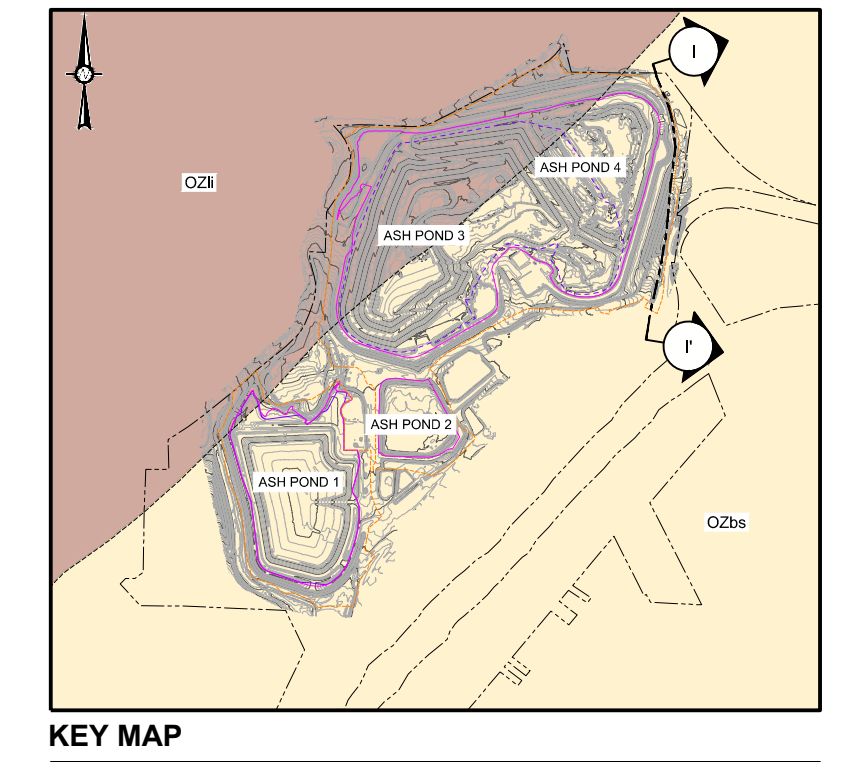 N
I
ASH POND 4
OZli
ASH POND 3
I'
ASH POND 2
ASH POND 1
OZbs
KEY MAP